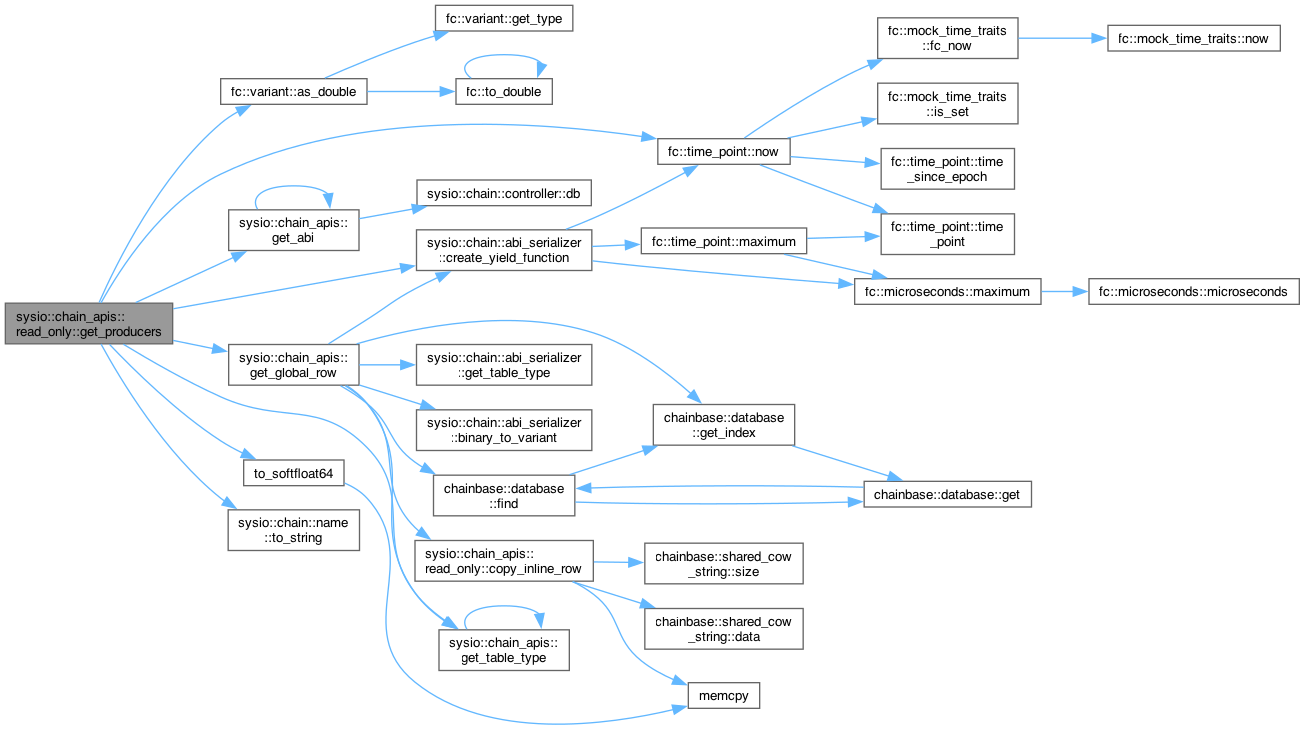 fc::variant::get_type
fc::mock_time_traits
::fc_now
fc::mock_time_traits::now
fc::variant::as_double
fc::to_double
fc::mock_time_traits
::is_set
fc::time_point::now
fc::time_point::time
_since_epoch
sysio::chain::controller::db
sysio::chain_apis::
get_abi
fc::time_point::time
_point
sysio::chain::abi_serializer
::create_yield_function
fc::time_point::maximum
fc::microseconds::maximum
fc::microseconds::microseconds
sysio::chain_apis::
read_only::get_producers
sysio::chain_apis::
get_global_row
sysio::chain::abi_serializer
::get_table_type
chainbase::database
::get_index
sysio::chain::abi_serializer
::binary_to_variant
to_softfloat64
chainbase::database
::find
chainbase::database::get
sysio::chain::name
::to_string
sysio::chain_apis::
read_only::copy_inline_row
chainbase::shared_cow
_string::size
chainbase::shared_cow
_string::data
sysio::chain_apis::
get_table_type
memcpy